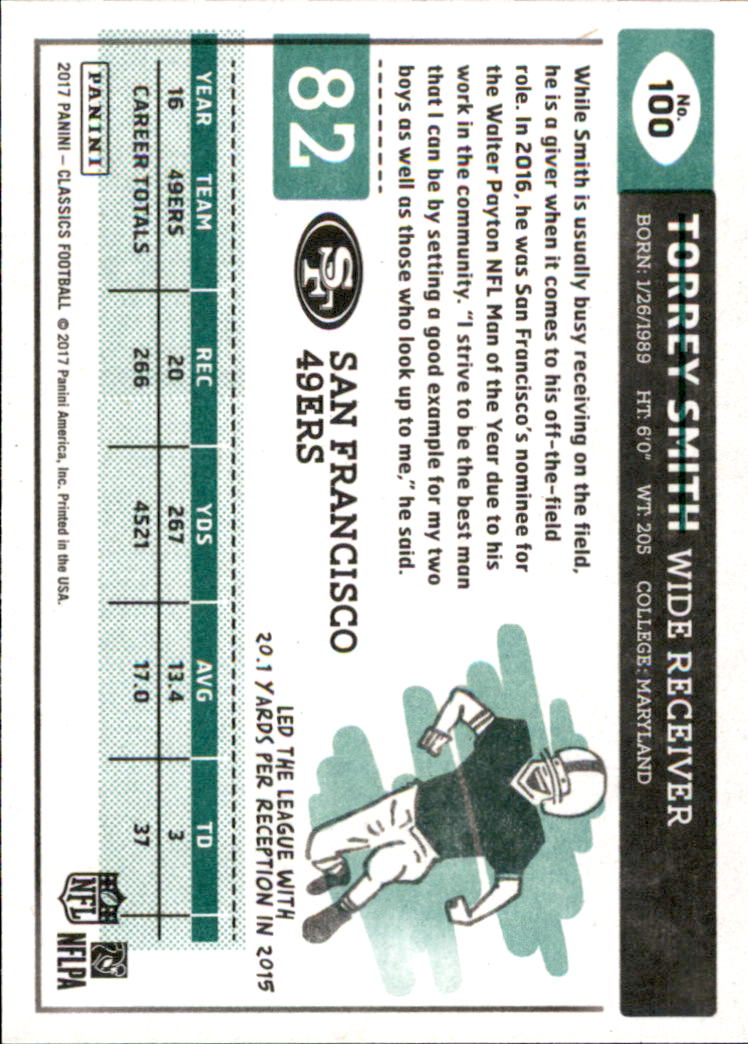 No.
100
TORREY SMITH WIDE RECEIVER
BORN: 1/26/1989 HT: 6'0" WT: 205 COLLEGE: MARYLAND
While Smith is usually busy receiving on the field,
he is a giver when it comes to his off-the-field
role. In 2016, he was San Francisco's nominee for
the Walter Payton NFL Man of the Year due to his
work in the community. "I strive to be the best man
that I can be by setting a good example for my two
boys as well as those who look up to me," he said.
82
SF
SAN FRANCISCO
49ERS
LED THE LEAGUE WITH
20.1 YARDS PER RECEPTION IN 2015
YEAR TEAM REC YDS AVG TD
16 49ERS 20 267 13.4 3
CAREER TOTALS 266 4521 17.0 37
PANINI
2017 PANINI – CLASSICS FOOTBALL © 2017 Panini America, Inc. Printed in the USA.
NFL
NFLPA